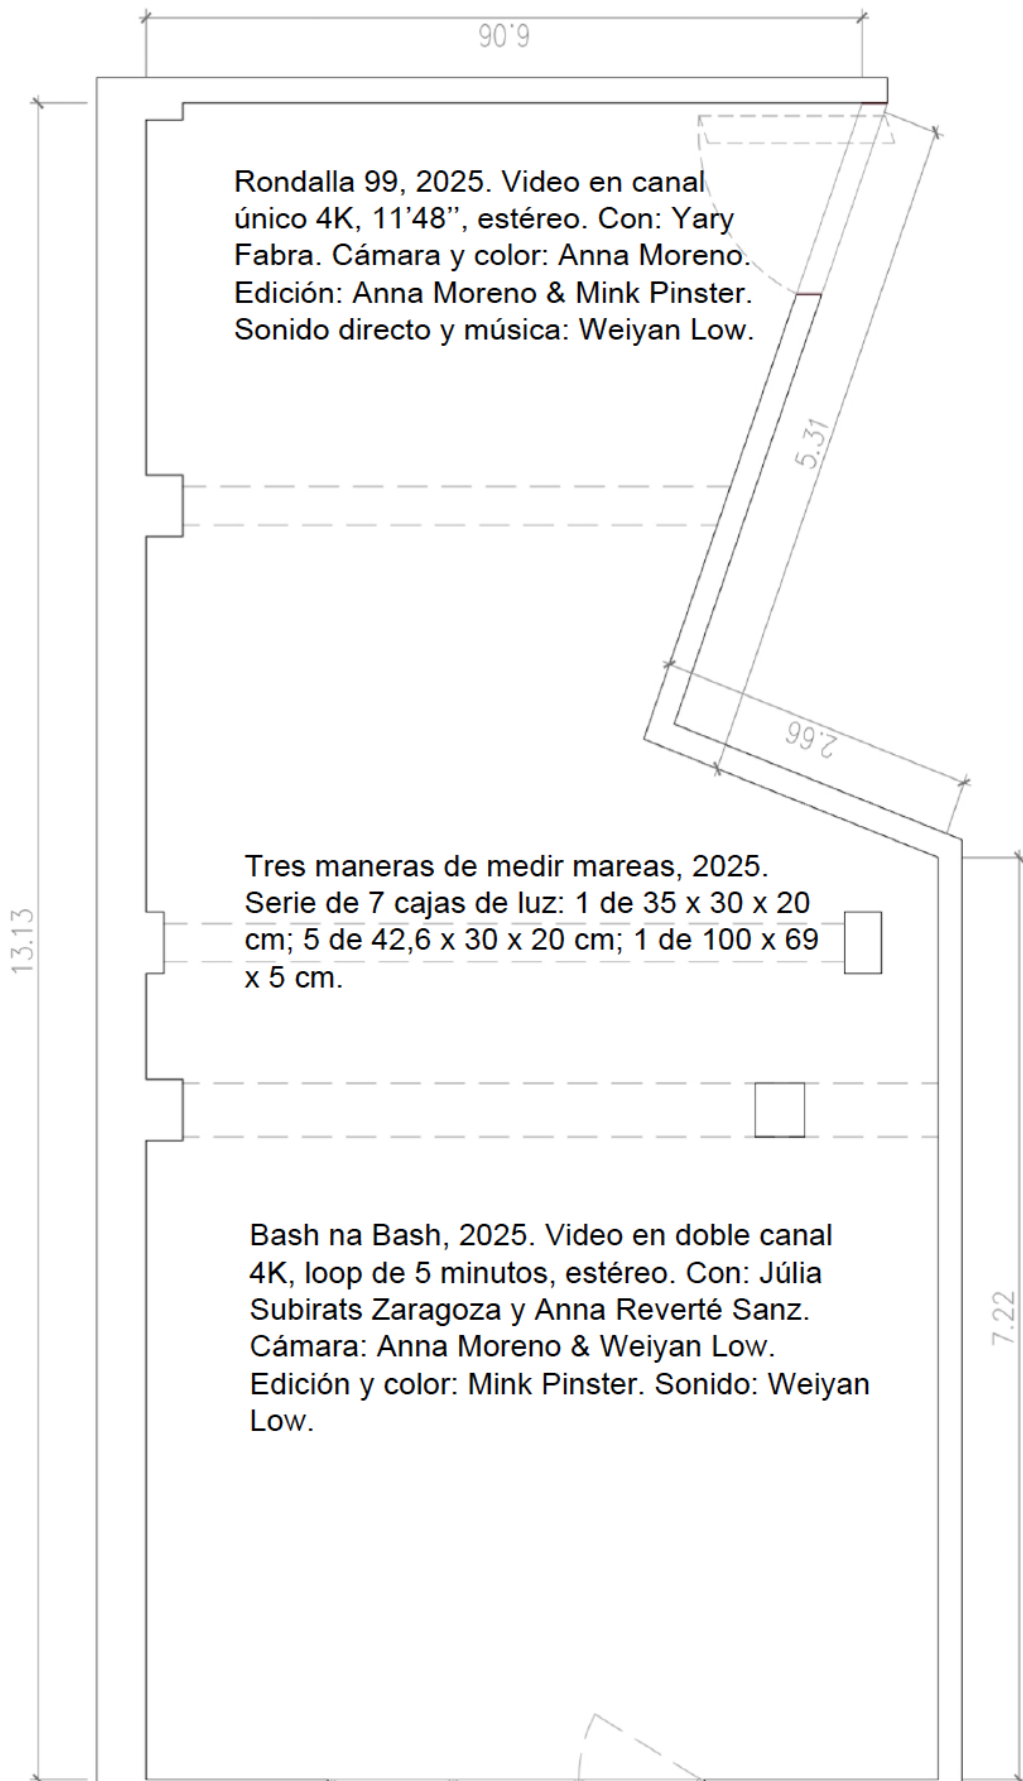 6.06
Rondalla 99, 2025. Video en canal
único 4K, 11’48’’, estéreo. Con: Yary
Fabra. Cámara y color: Anna Moreno.
Edición: Anna Moreno & Mink Pinster.
Sonido directo y música: Weiyan Low.
5.31
2.66
Tres maneras de medir mareas, 2025.
Serie de 7 cajas de luz: 1 de 35 x 30 x 20
cm; 5 de 42,6 x 30 x 20 cm; 1 de 100 x 69
x 5 cm.
13.13
Bash na Bash, 2025. Video en doble canal
4K, loop de 5 minutos, estéreo. Con: Júlia
Subirats Zaragoza y Anna Reverté Sanz.
Cámara: Anna Moreno & Weiyan Low.
Edición y color: Mink Pinster. Sonido: Weiyan
Low.
7.22